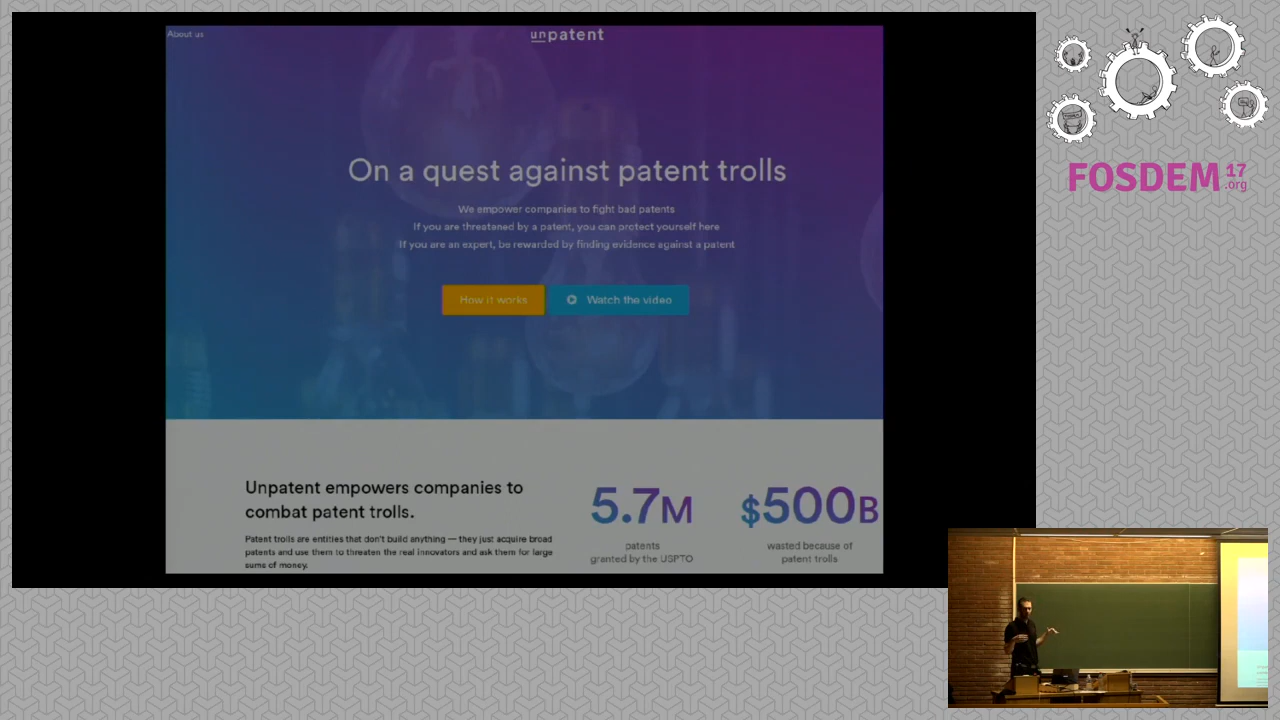 About us
unpatent
On a quest against patent trolls
We empower companies to fight bad patents
If you are threatened by a patent, you can protect yourself here
If you are an expert, be rewarded by finding evidence against a patent
How it works
Watch the video
Unpatent empowers companies to
combat patent trolls.
Patent trolls are entities that don't build anything — they just acquire broad
patents and use them to threaten the real innovators and ask them for large
sums of money.
5.7M
patents
granted by the USPTO
$500B
wasted because of
patent trolls
FOSDEM 17
.org